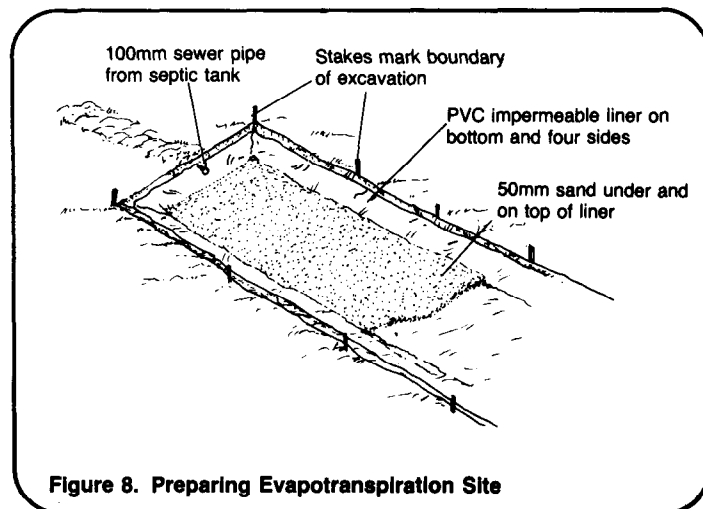 100mm sewer pipe
from septic tank
Stakes mark boundary
of excavation
PVC impermeable liner on
bottom and four sides
50mm sand under and
on top of liner
Figure 8. Preparing Evapotranspiration Site